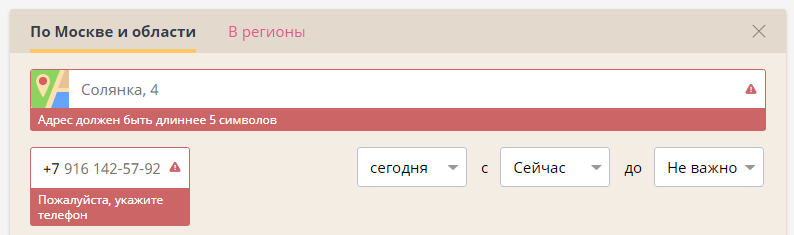 По Москве и области В регионы
Солянка, 4
Адрес должен быть длиннее 5 символов
+7 916 142-57-92 сегодня с Сейчас до Не важно
Пожалуйста, укажите
телефон